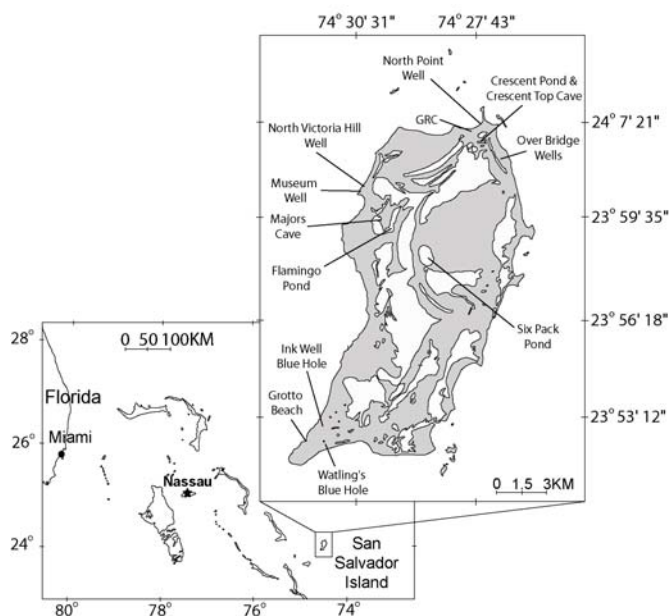 74° 30' 31" 74° 27' 43"
North Point
Well
Crescent Pond &
Crescent Top Cave
GRC
24° 7' 21"
North Victoria Hill
Well
Over Bridge
Wells
Museum
Well
Majors
Cave
23° 59' 35"
Flamingo
Pond
Six Pack
Pond
23° 56' 18"
Ink Well
Blue Hole
Grotto
Beach
23° 53' 12"
Watling's
Blue Hole
0 1.5 3KM
28°
0 50 100KM
Florida
Miami
26°
Nassau
24°
San
Salvador
Island
80° 78° 76° 74°